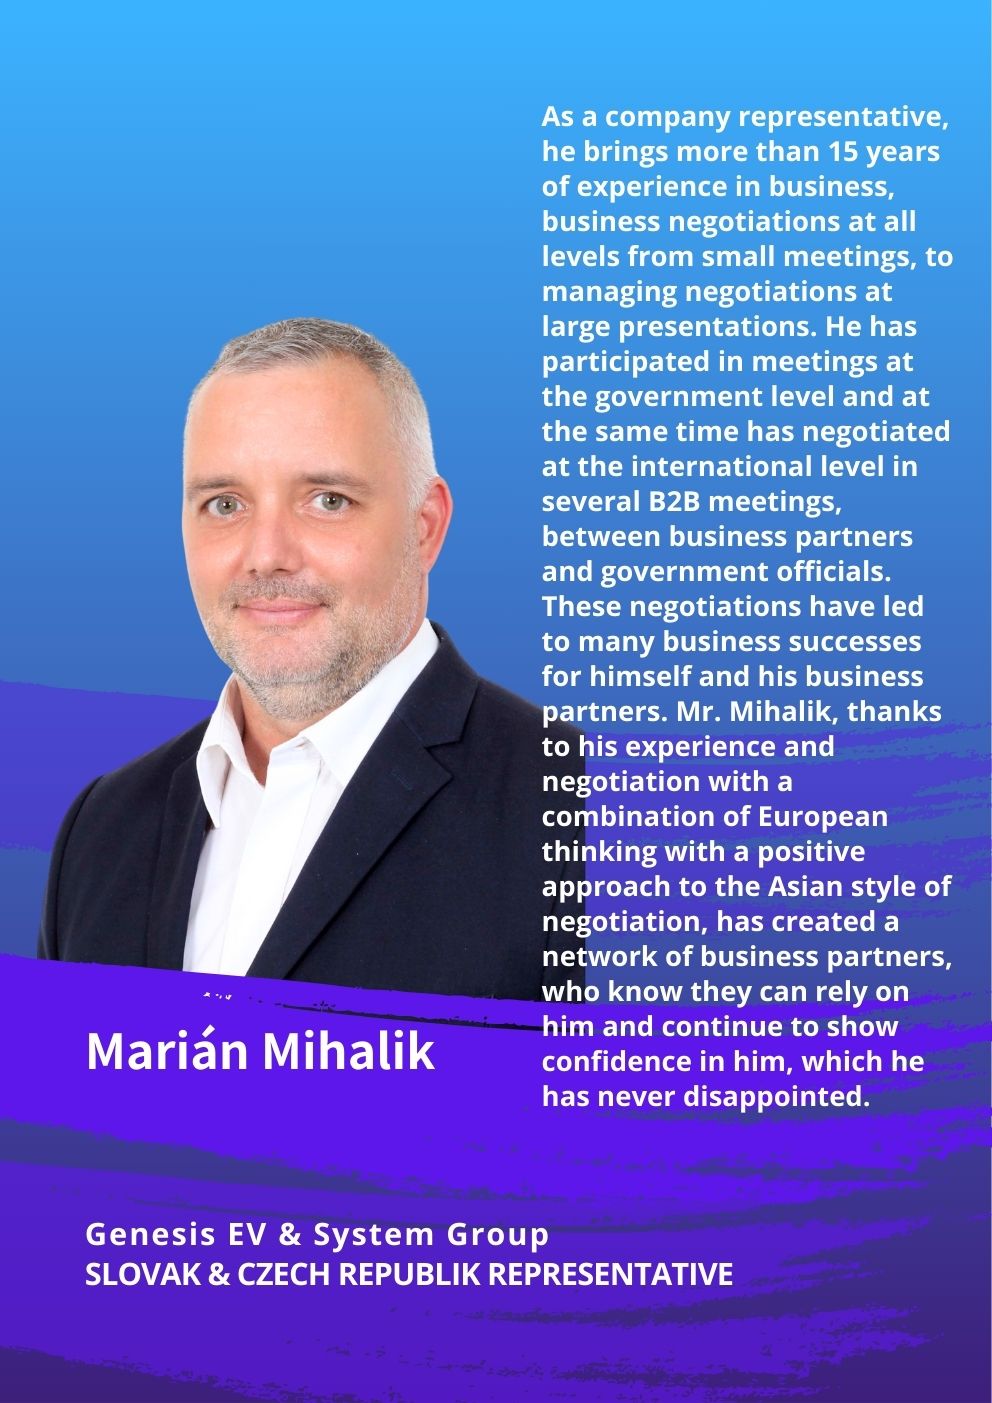 As a company representative,
he brings more than 15 years
of experience in business,
business negotiations at all
levels from small meetings, to
managing negotiations at
large presentations. He has
participated in meetings at
the government level and at
the same time has negotiated
at the international level in
several B2B meetings,
between business partners
and government officials.
These negotiations have led
to many business successes
for himself and his business
partners. Mr. Mihalik, thanks
to his experience and
negotiation with a
combination of European
thinking with a positive
approach to the Asian style of
negotiation, has created a
network of business partners,
who know they can rely on
him and continue to show
confidence in him, which he
has never disappointed.
Marián Mihalik
Genesis EV & System Group
SLOVAK & CZECH REPUBLIK REPRESENTATIVE